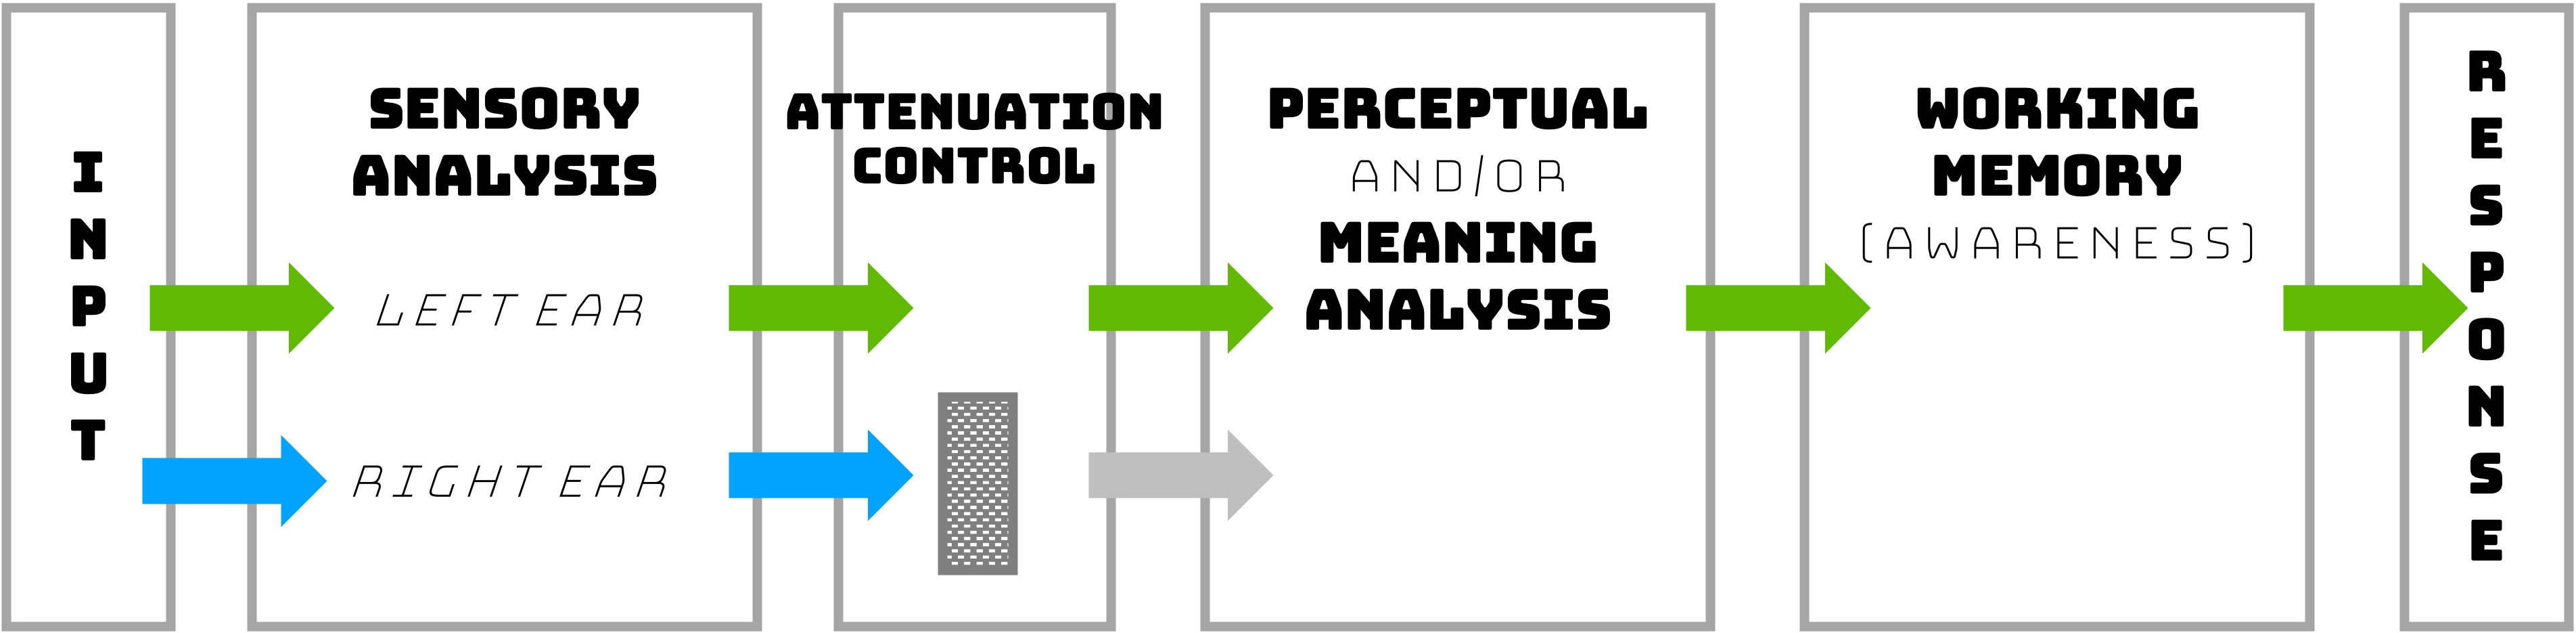 INPUT
SENSORY
ANALYSIS
LEFT EAR
RIGHT EAR
ATTENUATION
CONTROL
PERCEPTUAL
AND/OR
MEANING
ANALYSIS
WORKING
MEMORY
(AWARENESS)
RESPONSE